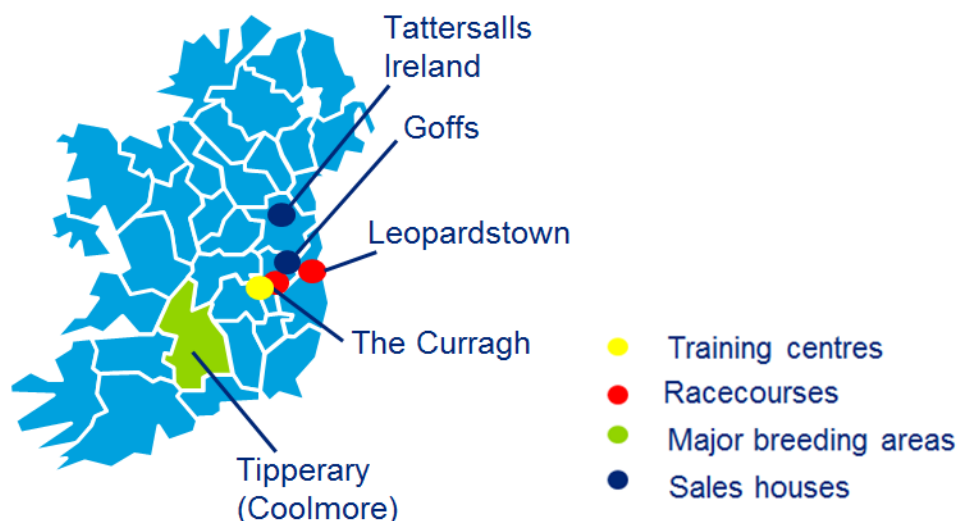 Tattersalls
Ireland
Goffs
Leopardstown
The Curragh
Tipperary
(Coolmore)
Training centres
Racecourses
Major breeding areas
Sales houses